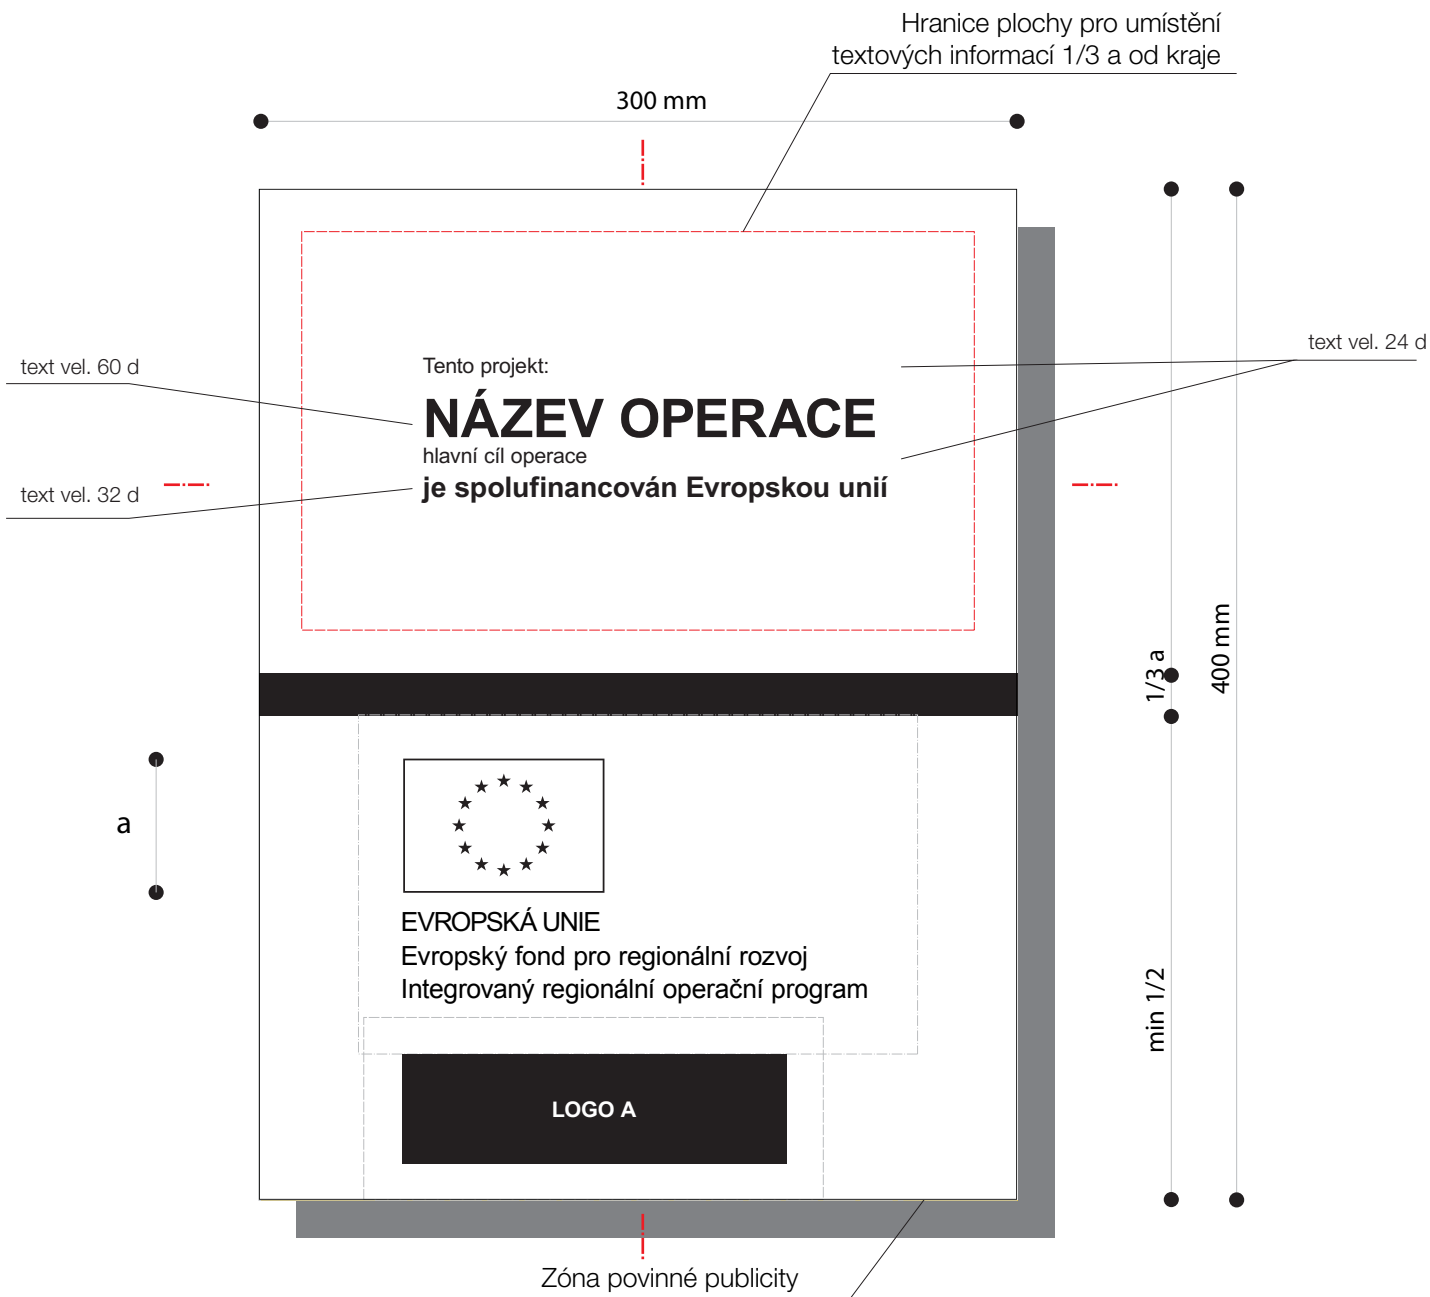 Hranice plochy pro umístění
textových informací 1/3 a od kraje
300 mm
text vel. 60 d
text vel. 32 d
text vel. 24 d
Tento projekt:
NÁZEV OPERACE
hlavní cíl operace
je spolufinancován Evropskou unií
1/3 a
400 mm
a
EVROPSKÁ UNIE
Evropský fond pro regionální rozvoj
Integrovaný regionální operační program
min 1/2
LOGO A
Zóna povinné publicity